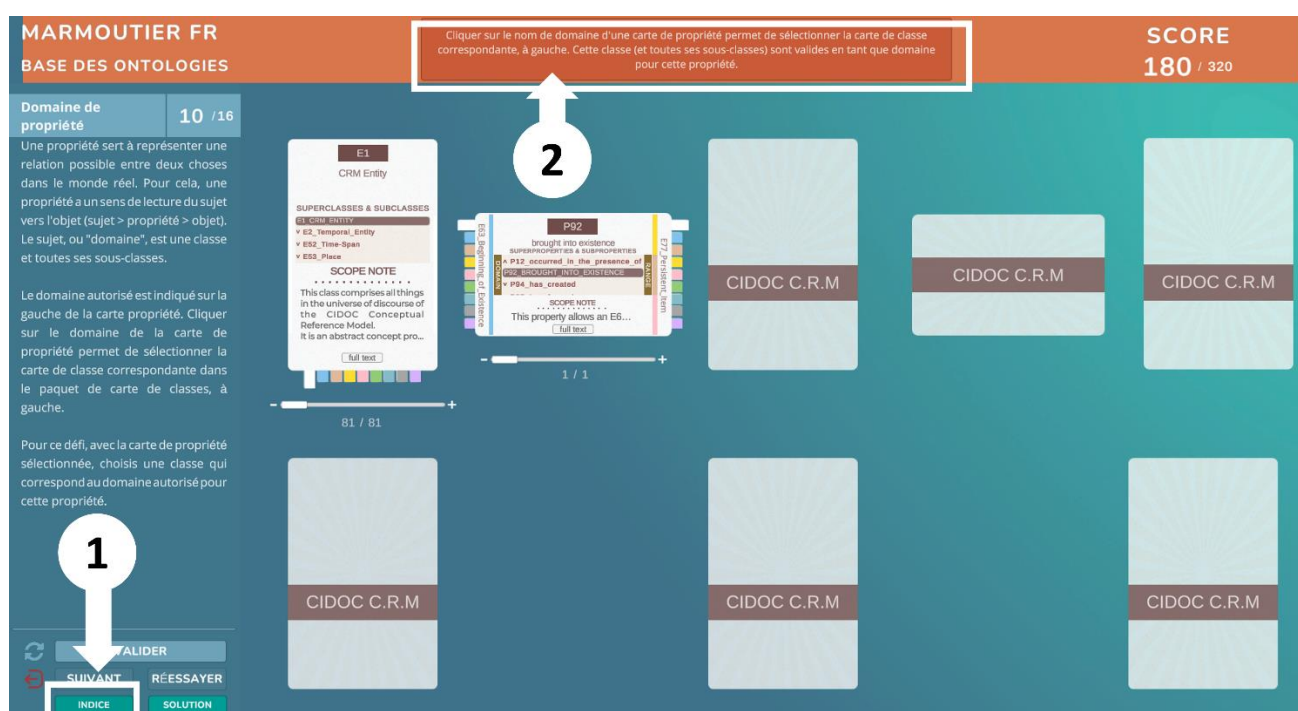 MARMOUTIER FR
BASE DES ONTOLOGIES
Cliquer sur le nom de domaine d'une carte de propriété permet de sélectionner la carte de classe
correspondante, à gauche. Cette classe (et toutes ses sous-classes) sont valides en tant que domaine
pour cette propriété.
SCORE
180 / 320
Domaine de
propriété
10 /16
Une propriété sert à représenter une
relation possible entre deux choses
dans le monde réel. Pour cela, une
propriété a un sens de lecture du sujet
vers l'objet (sujet > propriété > objet).
Le sujet, ou "domaine", est une classe
et toutes ses sous-classes.
Le domaine autorisé est indiqué sur la
gauche de la carte propriété. Cliquer
sur le domaine de la carte de
propriété permet de sélectionner la
carte de classe correspondante dans
le paquet de carte de classes, à
gauche.
Pour ce défi, avec la carte de propriété
sélectionnée, choisis une classe qui
correspond au domaine autorisé pour
cette propriété.
1
VALIDER
SUIVANT
RÉESSAYER
INDICE
SOLUTION
2
E1
CRM Entity
SUPERCLASSES & SUBCLASSES
E1_CRM_ENTITY
v E2_Temporal_Entity
v E52_Time-Span
v E53_Place
SCOPE NOTE
This class comprises all things
in the universe of discourse of
the CIDOC Conceptual
Reference Model.
It is an abstract concept pro...
full text
- +
81 / 81
E63_Beginning_of_Existence
DOMAIN
P92
brought into existence
SUPERPROPERTIES & SUBPROPERTIES
^ P12_occurred_in_the_presence_of
P92_BROUGHT_INTO_EXISTENCE
v P94_has_created
SCOPE NOTE
This property allows an E6...
full text
RANGE
E77_Persistent_Item
- +
1 / 1
CIDOC C.R.M
CIDOC C.R.M
CIDOC C.R.M
CIDOC C.R.M
CIDOC C.R.M
CIDOC C.R.M